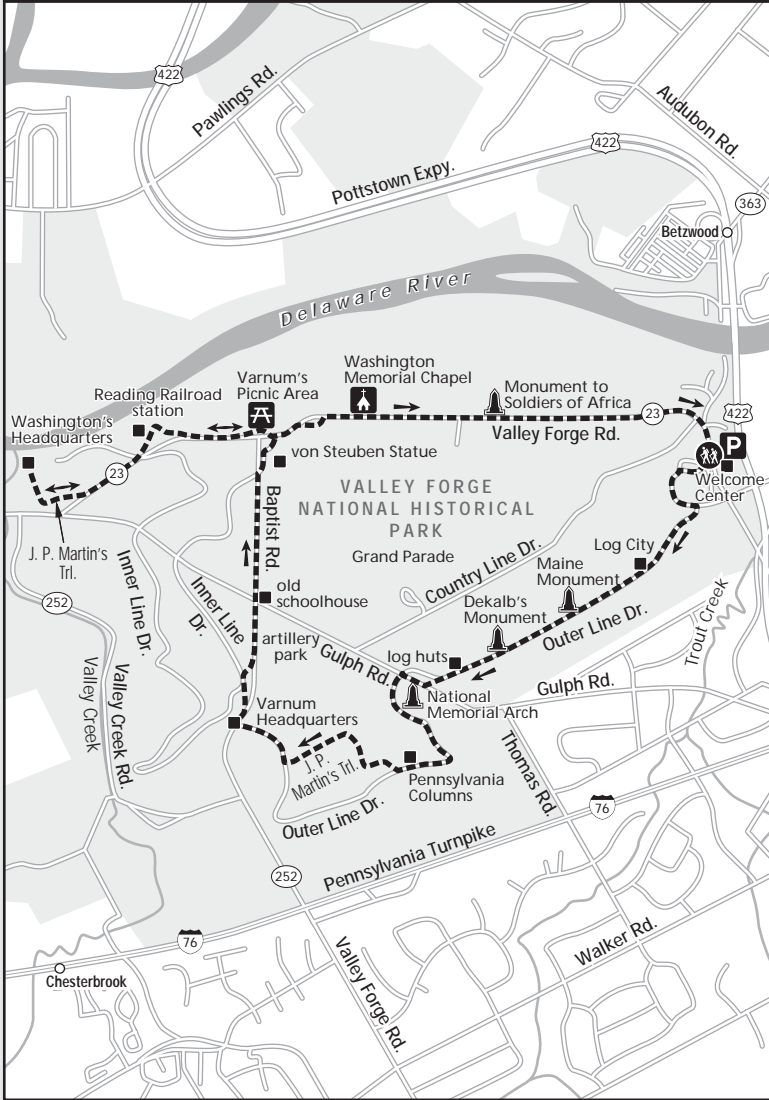 422
Pawlings Rd.
Audubon Rd.
422
Pottstown Expy.
363
Betzwood
Delaware River
Washington
Memorial Chapel
Varnum's
Picnic Area
Monument to
Soldiers of Africa
Reading Railroad
station
Washington's
Headquarters
23
422
P
Valley Forge Rd.
von Steuben Statue
23
Welcome
Center
VALLEY FORGE
NATIONAL HISTORICAL
PARK
Baptist Rd.
Grand Parade
Log City
J. P. Martin's
Trl.
Inner Line Dr.
Inner Line
Dr.
Country Line Dr.
Maine
Monument
old
schoolhouse
252
Dekalb's
Monument
Outer Line Dr.
Trout Creek
artillery
park
Gulph Rd.
log huts
Valley Creek
Valley Creek Rd.
Gulph Rd.
National
Memorial Arch
Varnum
Headquarters
J. P.
Martin's Trl.
Pennsylvania
Columns
Thomas Rd.
76
Outer Line Dr.
Pennsylvania Turnpike
252
76
Walker Rd.
Valley Forge Rd.
Chesterbrook